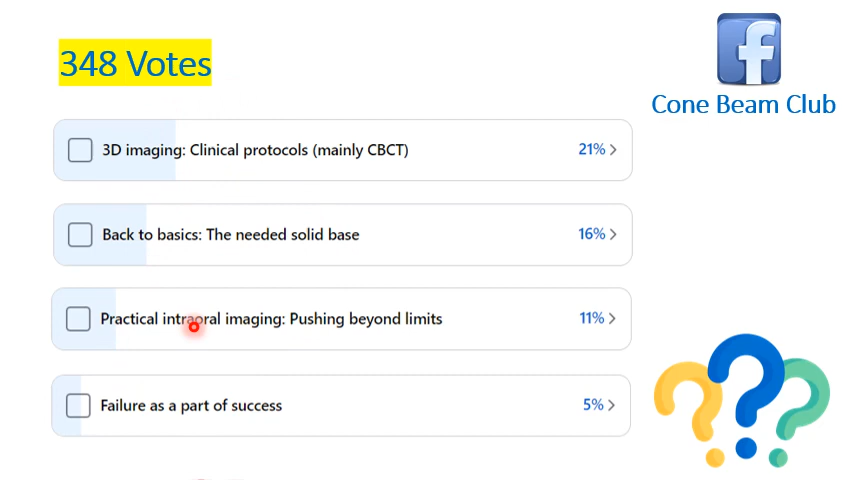 348 Votes
Cone Beam Club
3D imaging: Clinical protocols (mainly CBCT) 21%
Back to basics: The needed solid base 16%
Practical intraoral imaging: Pushing beyond limits 11%
Failure as a part of success 5%